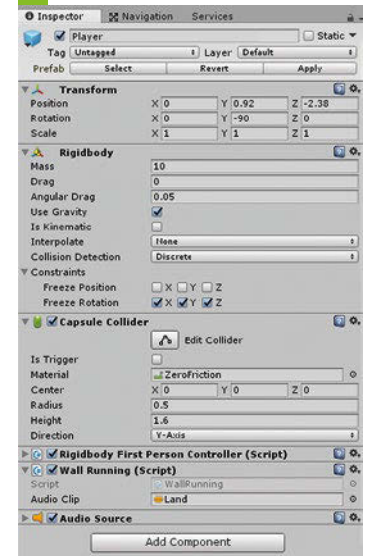 Inspector Navigation Services
Player Static
Tag Untagged Layer Default
Prefab Select Revert Apply
Transform
Position X 0 Y 0.92 Z -2.38
Rotation X 0 Y -90 Z 0
Scale X 1 Y 1 Z 1
Rigidbody
Mass 10
Drag 0
Angular Drag 0.05
Use Gravity
Is Kinematic
Interpolate None
Collision Detection Discrete
Constraints
Freeze Position X Y Z
Freeze Rotation X Y Z
Capsule Collider
Edit Collider
Is Trigger
Material ZeroFriction
Center X 0 Y 0 Z 0
Radius 0.5
Height 1.6
Direction Y-Axis
Rigidbody First Person Controller (Script)
Wall Running (Script)
Script WallRunning
Audio Clip Land
Audio Source
Add Component